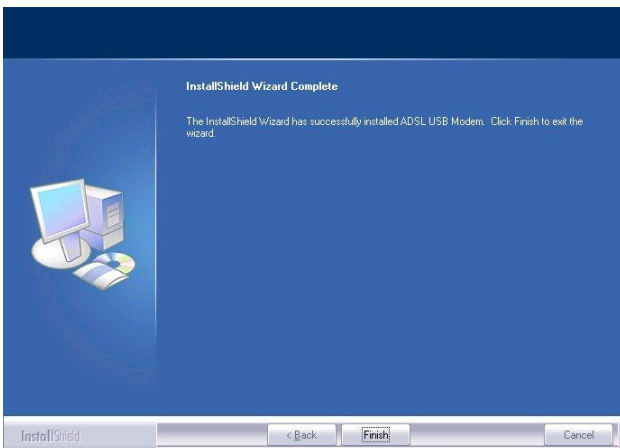 InstallShield Wizard Complete
The InstallShield Wizard has successfully installed ADSL USB Modem. Click Finish to exit the
wizard.
InstallShield
< Back
Finish
Cancel